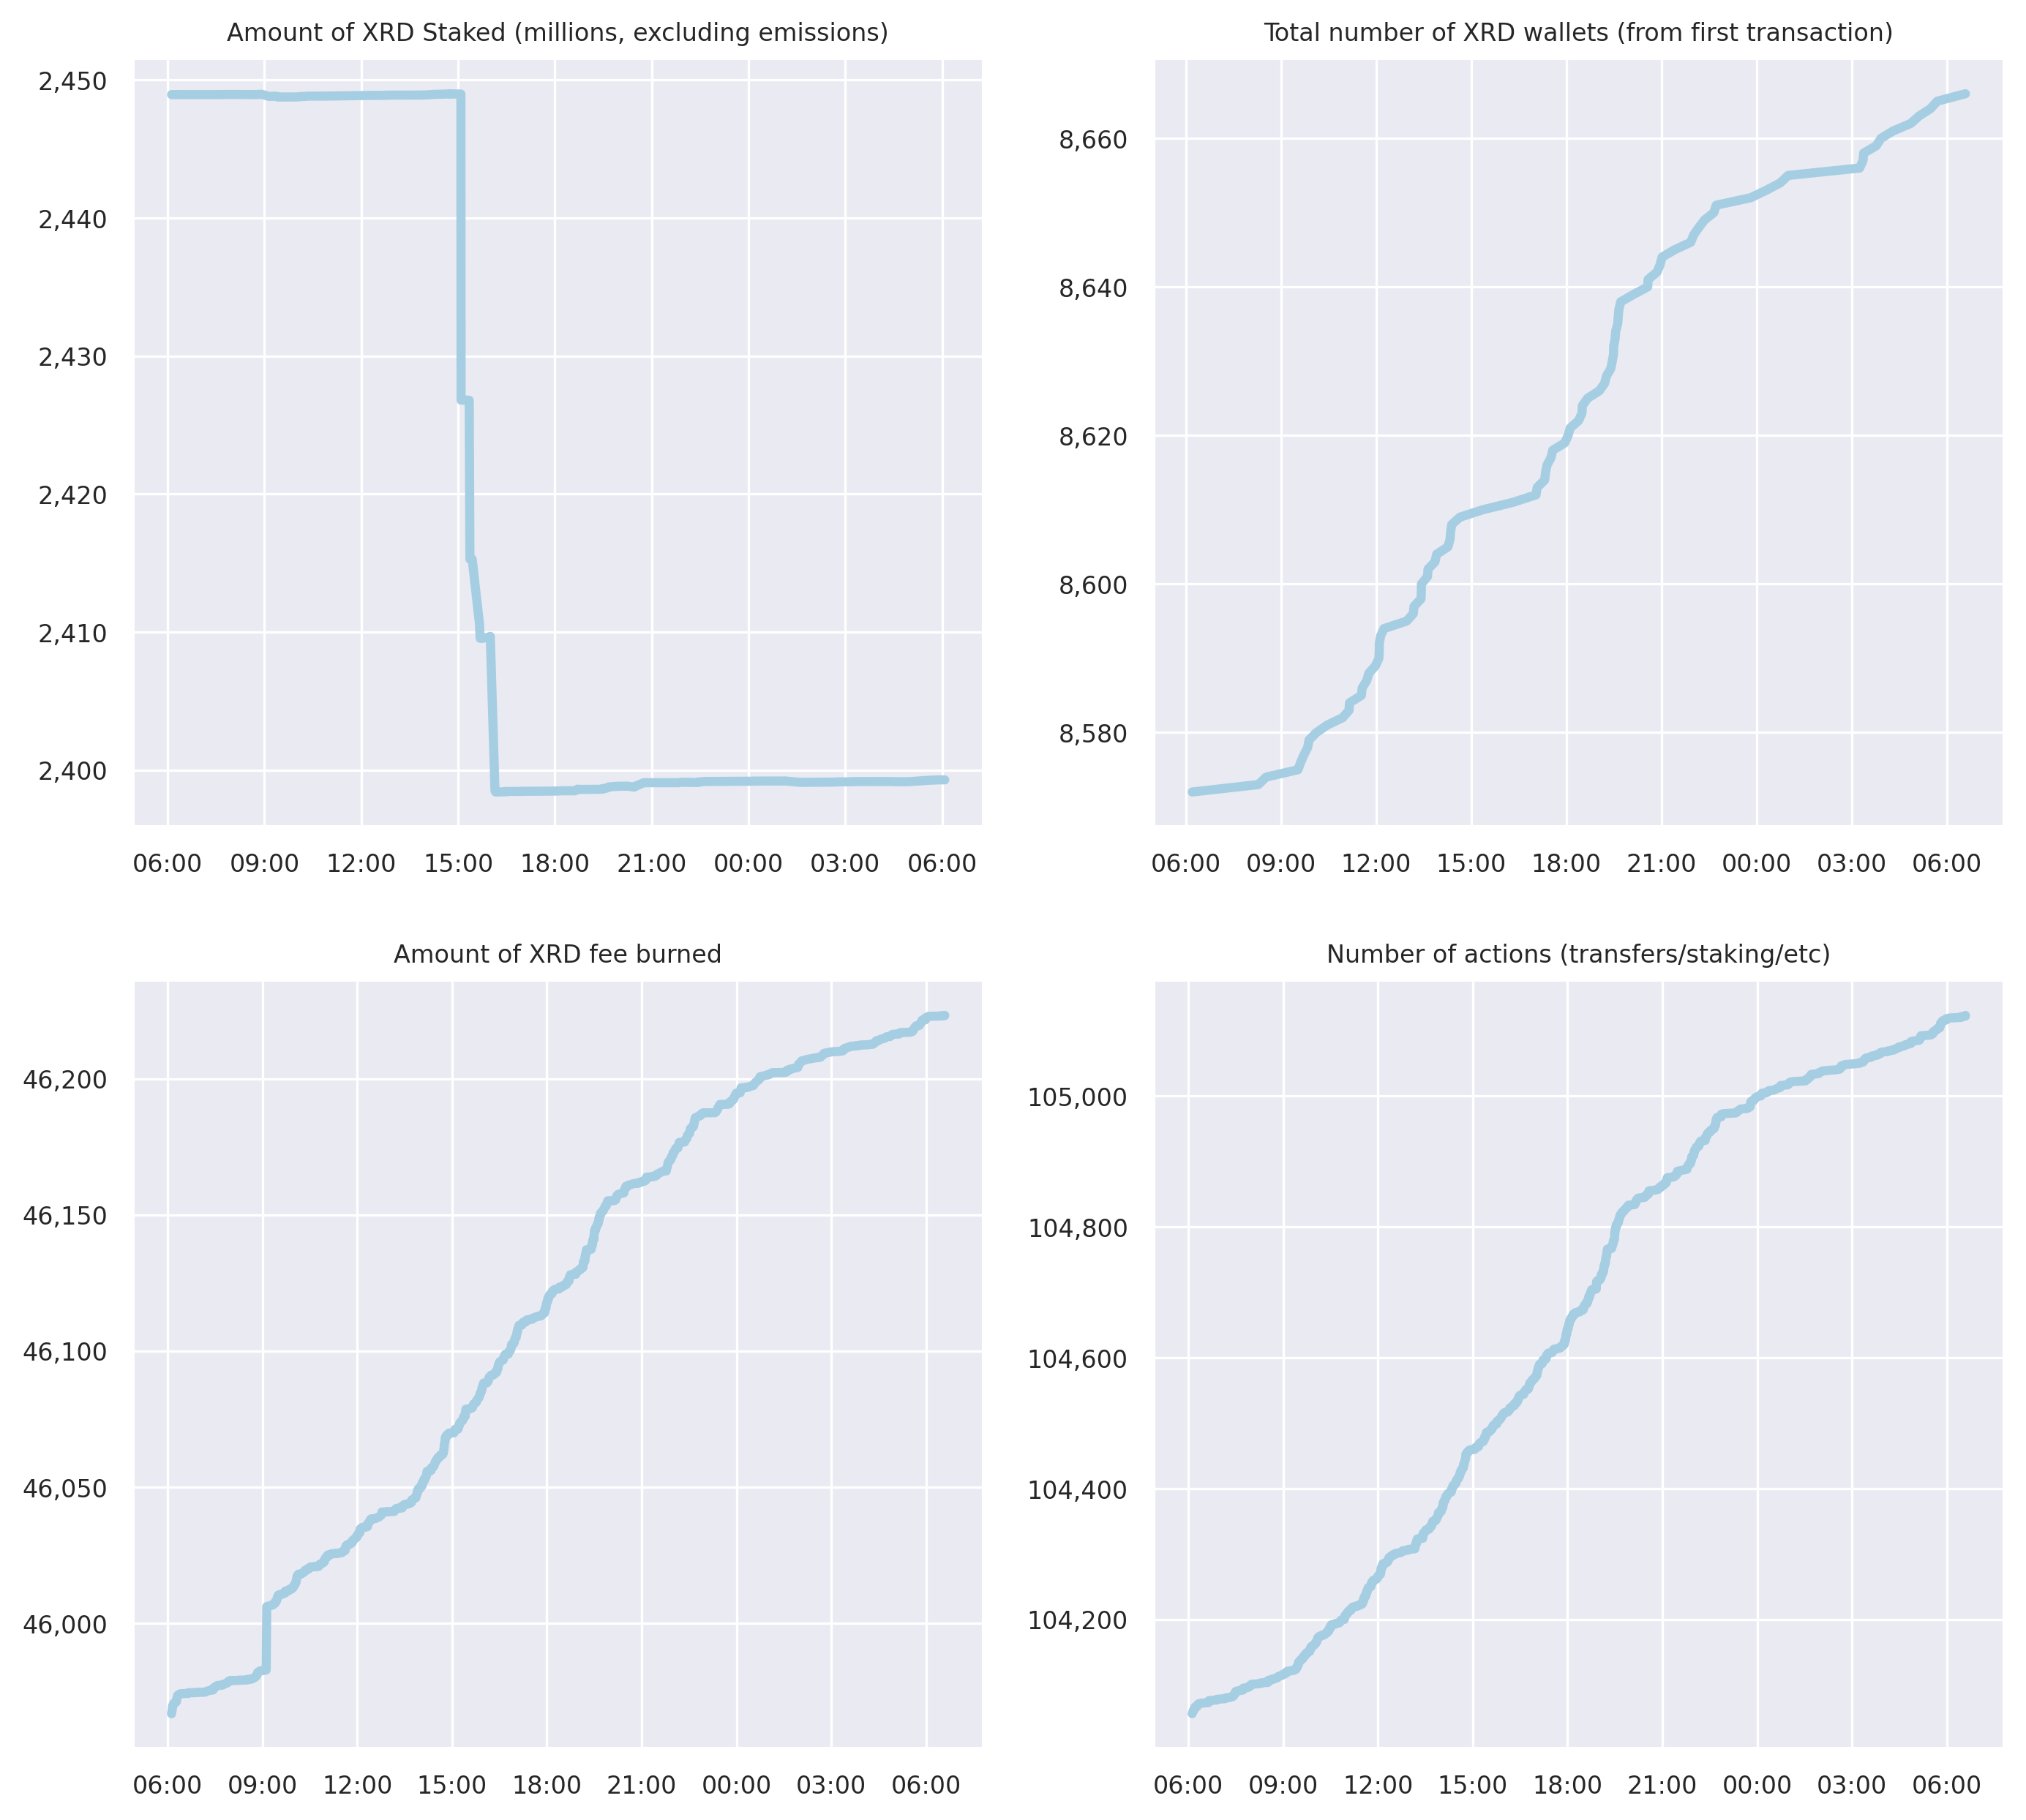 Amount of XRD Staked (millions, excluding emissions)
2,450
2,440
2,430
2,420
2,410
2,400
06:00 09:00 12:00 15:00 18:00 21:00 00:00 03:00 06:00
Total number of XRD wallets (from first transaction)
8,660
8,640
8,620
8,600
8,580
06:00 09:00 12:00 15:00 18:00 21:00 00:00 03:00 06:00
Amount of XRD fee burned
46,200
46,150
46,100
46,050
46,000
06:00 09:00 12:00 15:00 18:00 21:00 00:00 03:00 06:00
Number of actions (transfers/staking/etc)
105,000
104,800
104,600
104,400
104,200
06:00 09:00 12:00 15:00 18:00 21:00 00:00 03:00 06:00